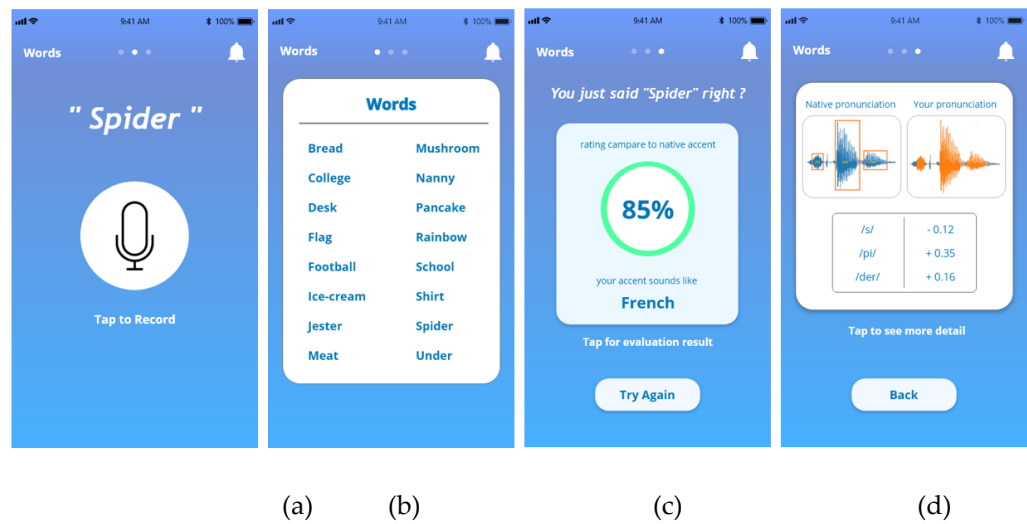 9:41 AM 100%
Words
" Spider "
Tap to Record
9:41 AM 100%
Words
Words
Bread Mushroom
College Nanny
Desk Pancake
Flag Rainbow
Football School
Ice-cream Shirt
Jester Spider
Meat Under
9:41 AM 100%
Words
You just said "Spider" right ?
rating campare to native accent
85%
your accent sounds like
French
Tap for evaluation result
Try Again
9:41 AM 100%
Words
Native pronunciation Your pronunciation
/s/ - 0.12
/pi/ + 0.35
/der/ + 0.16
Tap to see more detail
Back
(a) (b) (c) (d)